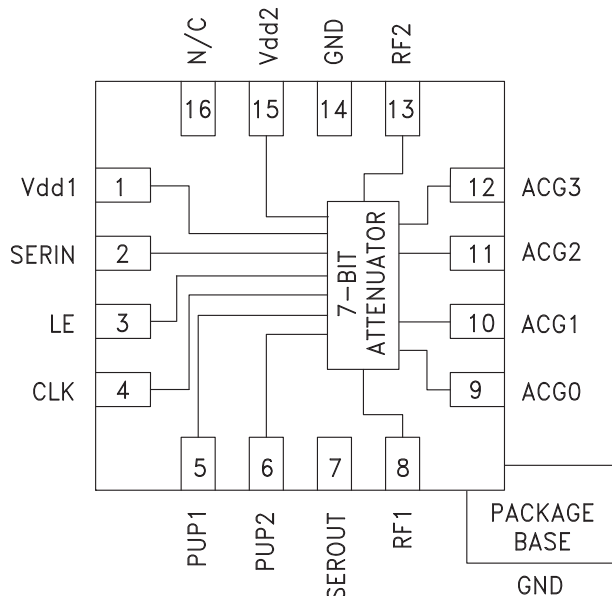 N/C
Vdd2
GND
RF2
16
15
14
13
Vdd1
1
12
ACG3
SERIN
2
11
ACG2
7-BIT
ATTENUATOR
LE
3
10
ACG1
CLK
4
9
ACG0
5
6
7
8
PUP1
PUP2
SEROUT
RF1
PACKAGE
BASE
GND